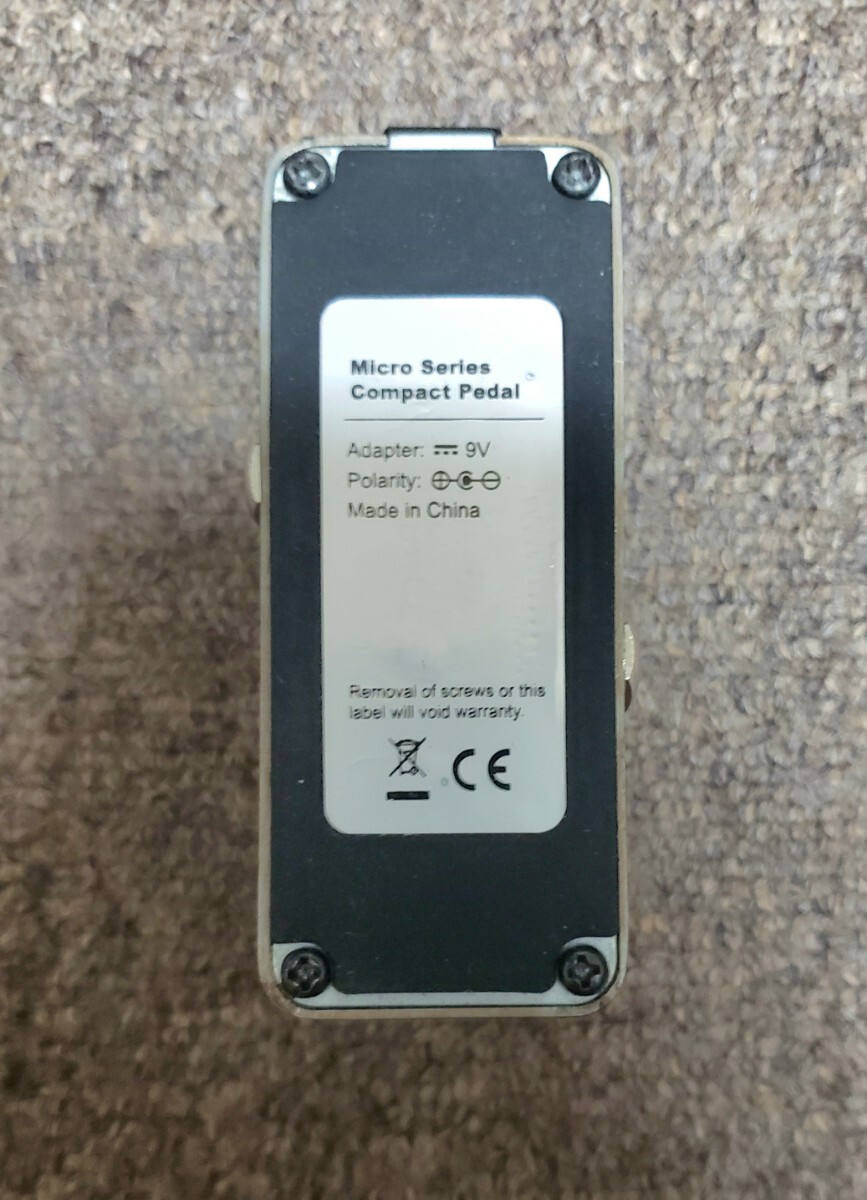 Micro Series
Compact Pedal
Adapter: ⎓ 9V
Polarity:
Made in China
Removal of screws or this
label will void warranty.
CE